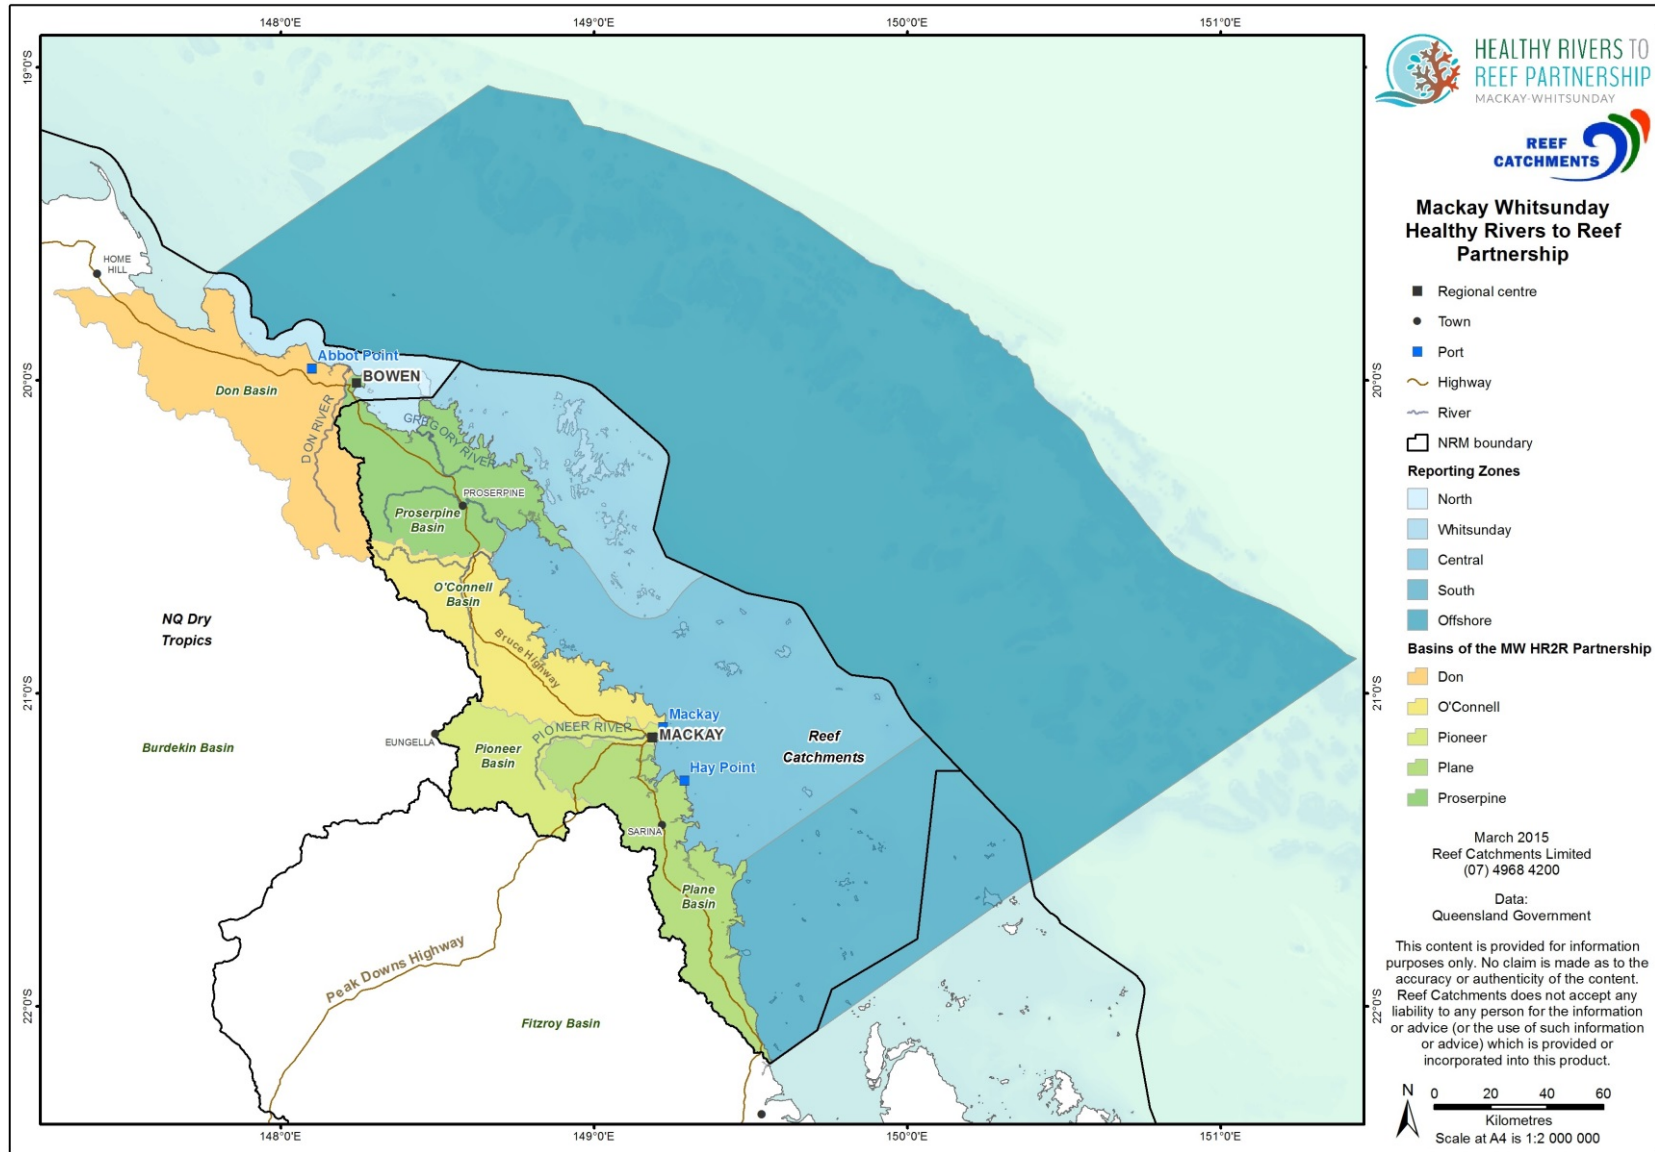 148°0'E
149°0'E
150°0'E
151°0'E
19°0'S
20°0'S
21°0'S
22°0'S
19°0'S
20°0'S
21°0'S
22°0'S
148°0'E
149°0'E
150°0'E
151°0'E
HOME
HILL
Abbot Point
BOWEN
Don Basin
DON RIVER
GREGORY RIVER
PROSERPINE
Proserpine
Basin
O'Connell
Basin
NQ Dry
Tropics
Bruce Highway
Mackay
MACKAY
PIONEER RIVER
EUNGELLA
Burdekin Basin
Pioneer
Basin
Reef
Catchments
Hay Point
SARINA
Plane
Basin
Peak Downs Highway
Fitzroy Basin
HEALTHY RIVERS TO
REEF PARTNERSHIP
MACKAY-WHITSUNDAY
REEF
CATCHMENTS
Mackay Whitsunday
Healthy Rivers to Reef
Partnership
Regional centre
Town
Port
Highway
River
NRM boundary
Reporting Zones
North
Whitsunday
Central
South
Offshore
Basins of the MW HR2R Partnership
Don
O'Connell
Pioneer
Plane
Proserpine
March 2015
Reef Catchments Limited
(07) 4968 4200
Data:
Queensland Government
This content is provided for information
purposes only. No claim is made as to the
accuracy or authenticity of the content.
Reef Catchments does not accept any
liability to any person for the information
or advice (or the use of such information
or advice) which is provided or
incorporated into this product.
N
0 20 40 60
Kilometres
Scale at A4 is 1:2 000 000